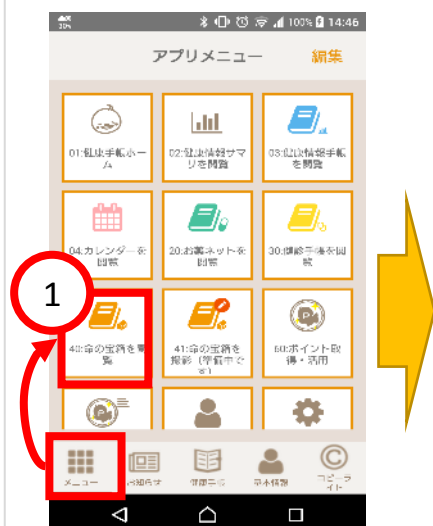 30%
100% 14:46
アプリメニュー 編集
01:健康手帳ホー
ム
02:健康情報サマ
リを閲覧
03:健康情報手帳
を閲覧
04.カレンダーを
閲覧
20:お薬ネットを
閲覧
30:健診手帳を閲
覧
1
40:命の宝箱を閲
覧
41:命の宝箱を
撮影（準備中で
す）
60:ポイント取
得・活用
メニュー
お知らせ
健康手帳
基本情報
コピーラ
イト